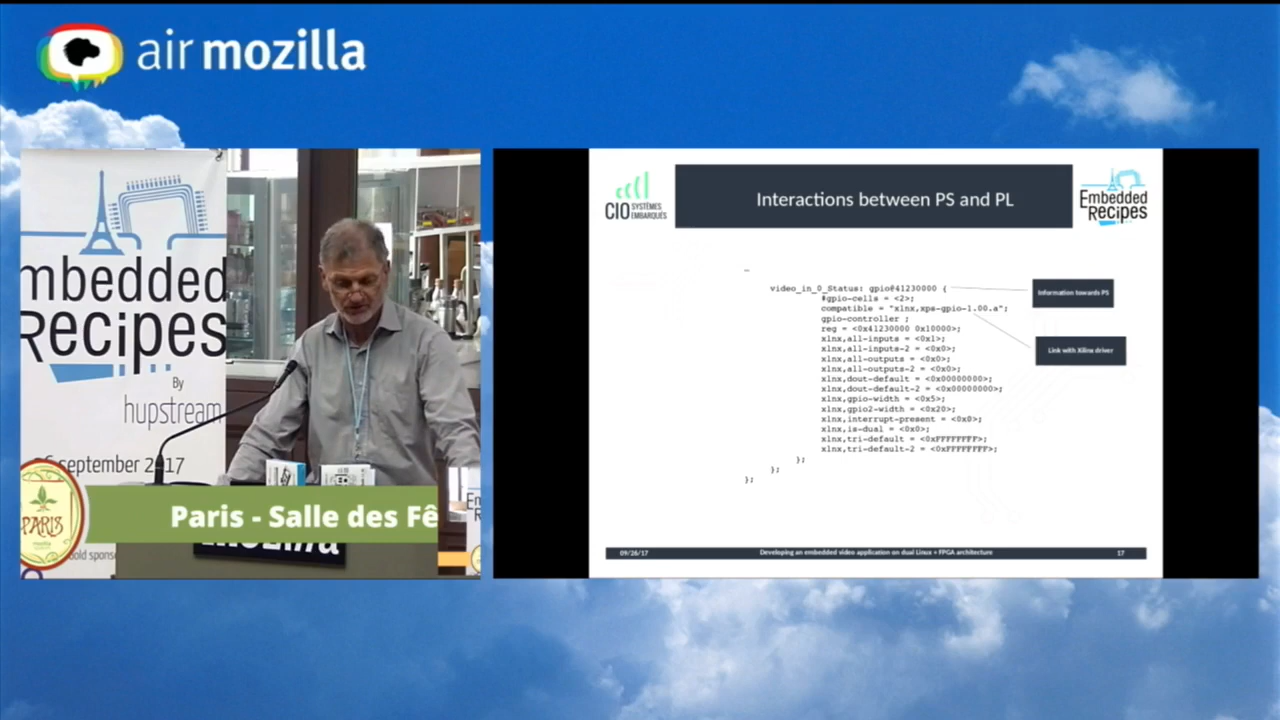 air mozilla
mbedded
Recipes
By
hupstream
september 2017
PARIS
mozilla
Paris - Salle des Fê
gold spons
mozilla
Interactions between PS and PL
CIO SYSTÈMES
EMBARQUÉS
Embedded
Recipes
…
video_in_0_Status: gpio@41230000 {
#gpio-cells = <2>;
compatible = "xlnx,xps-gpio-1.00.a";
gpio-controller ;
reg = <0x41230000 0x10000>;
xlnx,all-inputs = <0x1>;
xlnx,all-inputs-2 = <0x0>;
xlnx,all-outputs = <0x0>;
xlnx,all-outputs-2 = <0x0>;
xlnx,dout-default = <0x00000000>;
xlnx,dout-default-2 = <0x00000000>;
xlnx,gpio-width = <0x5>;
xlnx,gpio2-width = <0x20>;
xlnx,interrupt-present = <0x0>;
xlnx,is-dual = <0x0>;
xlnx,tri-default = <0xFFFFFFFF>;
xlnx,tri-default-2 = <0xFFFFFFFF>;
};
};
};
Information towards PS
Link with Xilinx driver
09/26/17
Developing an embedded video application on dual Linux + FPGA architecture
17